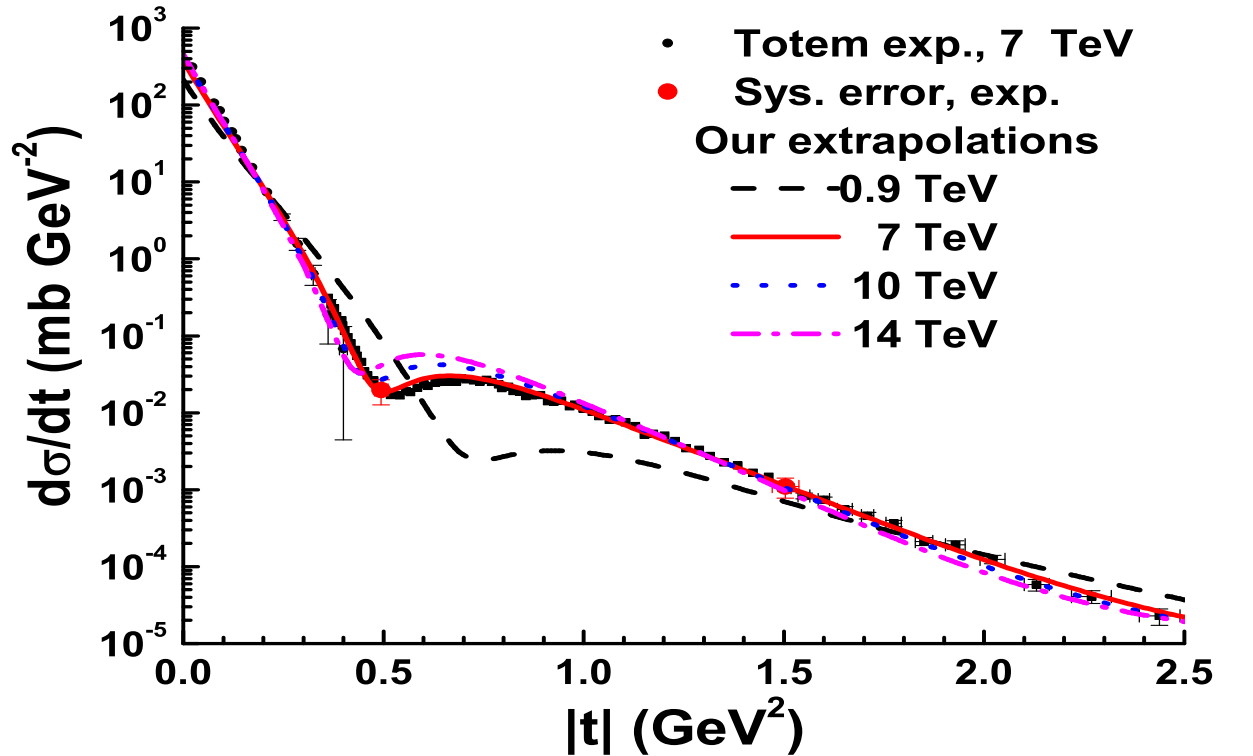 10³
10²
10¹
10⁰
10⁻¹
10⁻²
10⁻³
10⁻⁴
10⁻⁵
dσ/dt (mb GeV⁻²)
Totem exp., 7 TeV
Sys. error, exp.
Our extrapolations
0.9 TeV
7 TeV
10 TeV
14 TeV
0.0 0.5 1.0 1.5 2.0 2.5
|t| (GeV²)